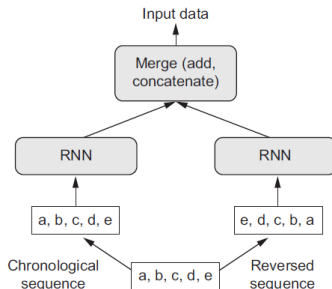 Input data
Merge (add,
concatenate)
RNN
RNN
a, b, c, d, e
e, d, c, b, a
Chronological
sequence
a, b, c, d, e
Reversed
sequence